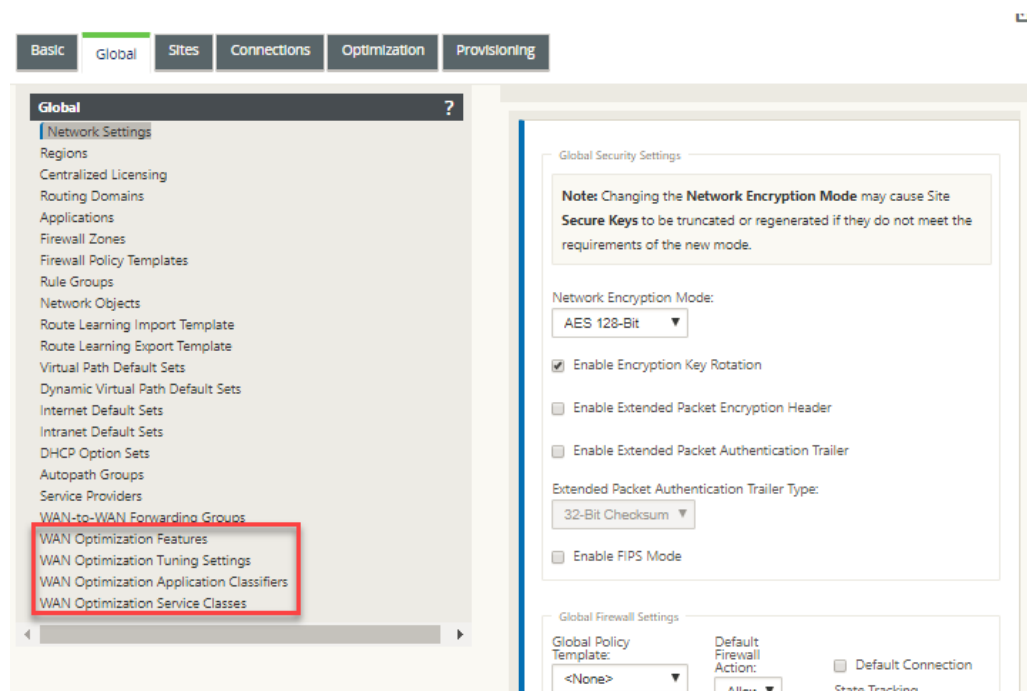 Basic Global Sites Connections Optimization Provisioning
Global ?
Network Settings
Regions
Centralized Licensing
Routing Domains
Applications
Firewall Zones
Firewall Policy Templates
Rule Groups
Network Objects
Route Learning Import Template
Route Learning Export Template
Virtual Path Default Sets
Dynamic Virtual Path Default Sets
Internet Default Sets
Intranet Default Sets
DHCP Option Sets
Autopath Groups
Service Providers
WAN-to-WAN Forwarding Groups
WAN Optimization Features
WAN Optimization Tuning Settings
WAN Optimization Application Classifiers
WAN Optimization Service Classes
Global Security Settings
Note: Changing the Network Encryption Mode may cause Site
Secure Keys to be truncated or regenerated if they do not meet the
requirements of the new mode.
Network Encryption Mode:
AES 128-Bit
Enable Encryption Key Rotation
Enable Extended Packet Encryption Header
Enable Extended Packet Authentication Trailer
Extended Packet Authentication Trailer Type:
32-Bit Checksum
Enable FIPS Mode
Global Firewall Settings
Global Policy
Template:
<None>
Default
Firewall
Action:
Allow
Default Connection
State Tracking